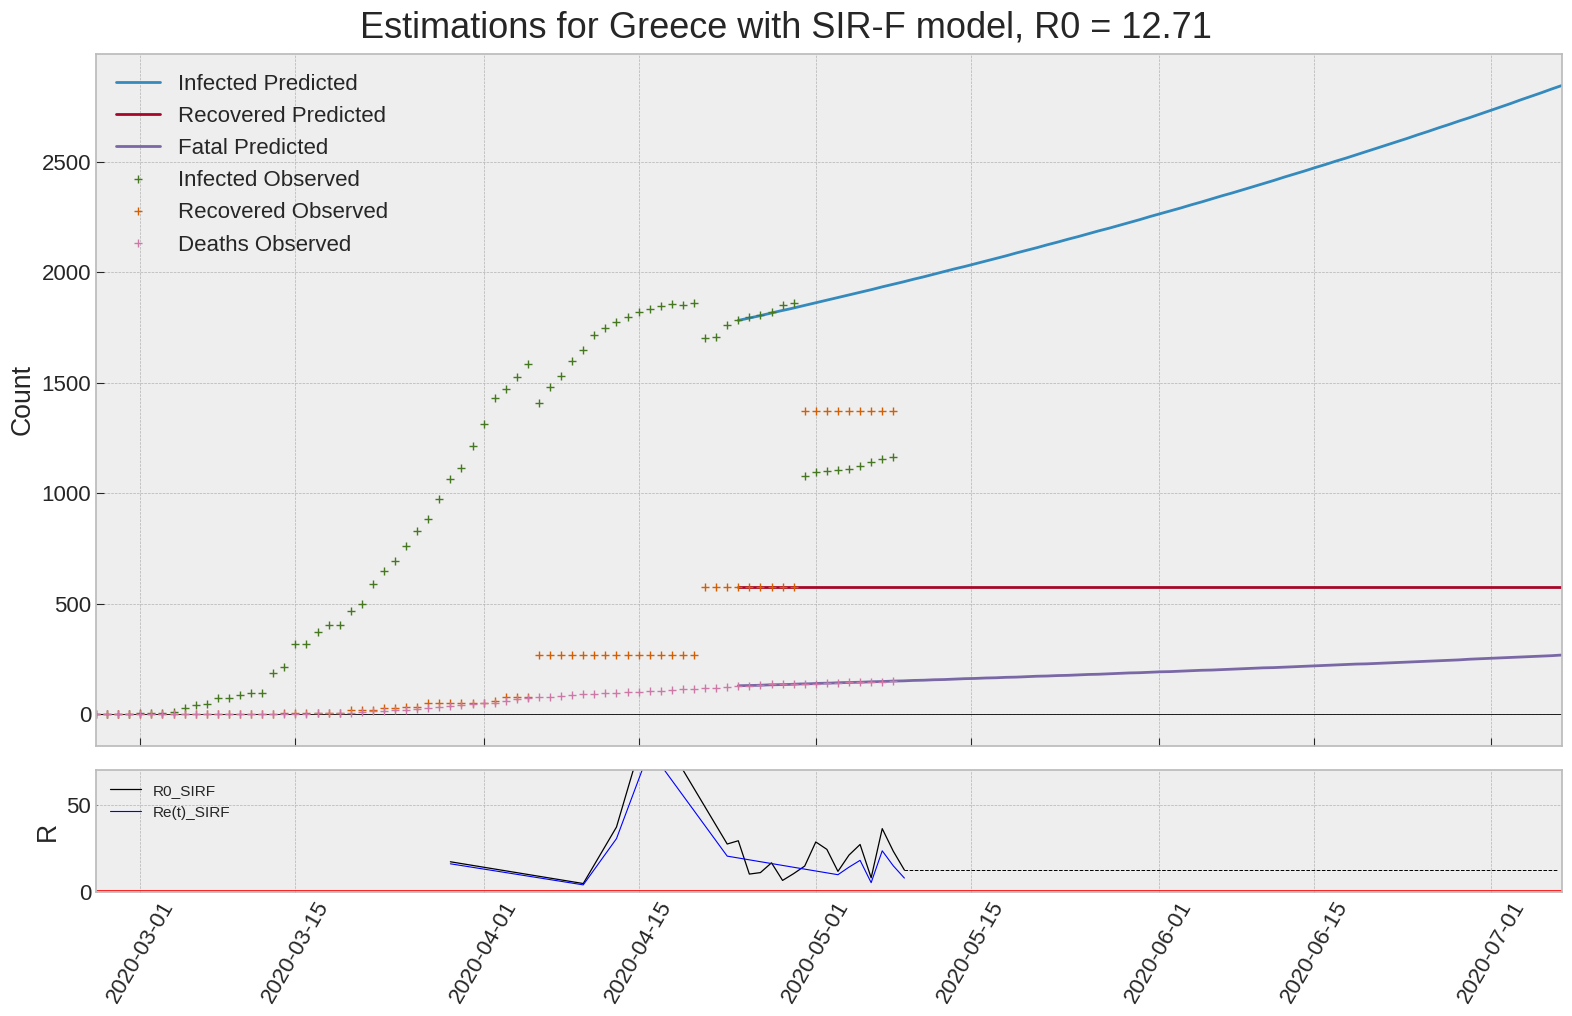 Estimations for Greece with SIR-F model, R0 = 12.71
Infected Predicted
Recovered Predicted
Fatal Predicted
Infected Observed
Recovered Observed
Deaths Observed
Count
2500
2000
1500
1000
500
0
R0_SIRF
Re(t)_SIRF
R
50
0
2020-03-01
2020-03-15
2020-04-01
2020-04-15
2020-05-01
2020-05-15
2020-06-01
2020-06-15
2020-07-01